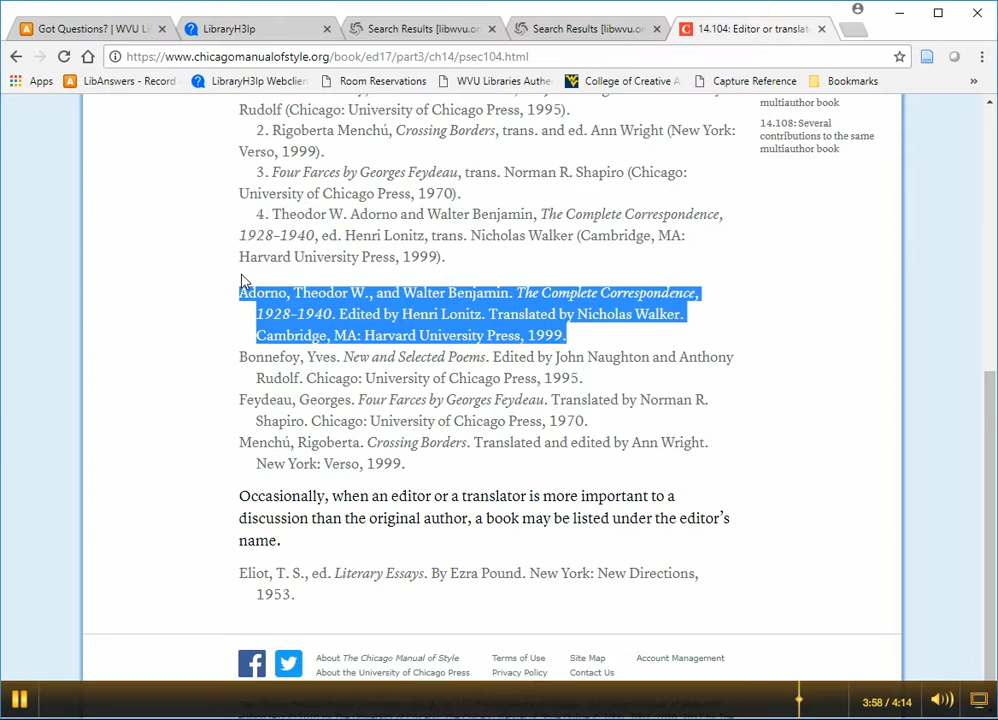 Got Questions? | WVU Li
LibraryH3lp
Search Results [libwvu.or
Search Results [libwvu.or
14.104: Editor or translat
https://www.chicagomanualofstyle.org/book/ed17/part3/ch14/psec104.html
Apps
LibAnswers - Record
LibraryH3lp Webclien
Room Reservations
WVU Libraries Authe
College of Creative A
Capture Reference
Bookmarks
»
Rudolf (Chicago: University of Chicago Press, 1995).
2. Rigoberta Menchú, Crossing Borders, trans. and ed. Ann Wright (New York:
Verso, 1999).
3. Four Farces by Georges Feydeau, trans. Norman R. Shapiro (Chicago:
University of Chicago Press, 1970).
4. Theodor W. Adorno and Walter Benjamin, The Complete Correspondence,
1928–1940, ed. Henri Lonitz, trans. Nicholas Walker (Cambridge, MA:
Harvard University Press, 1999).
Adorno, Theodor W., and Walter Benjamin. The Complete Correspondence,
1928–1940. Edited by Henri Lonitz. Translated by Nicholas Walker.
Cambridge, MA: Harvard University Press, 1999.
Bonnefoy, Yves. New and Selected Poems. Edited by John Naughton and Anthony
Rudolf. Chicago: University of Chicago Press, 1995.
Feydeau, Georges. Four Farces by Georges Feydeau. Translated by Norman R.
Shapiro. Chicago: University of Chicago Press, 1970.
Menchú, Rigoberta. Crossing Borders. Translated and edited by Ann Wright.
New York: Verso, 1999.
Occasionally, when an editor or a translator is more important to a
discussion than the original author, a book may be listed under the editor’s
name.
Eliot, T. S., ed. Literary Essays. By Ezra Pound. New York: New Directions,
1953.
multiauthor book
14.108: Several
contributions to the same
multiauthor book
About The Chicago Manual of Style
Terms of Use
Site Map
Account Management
About the University of Chicago Press
Privacy Policy
Contact Us
3:58 / 4:14